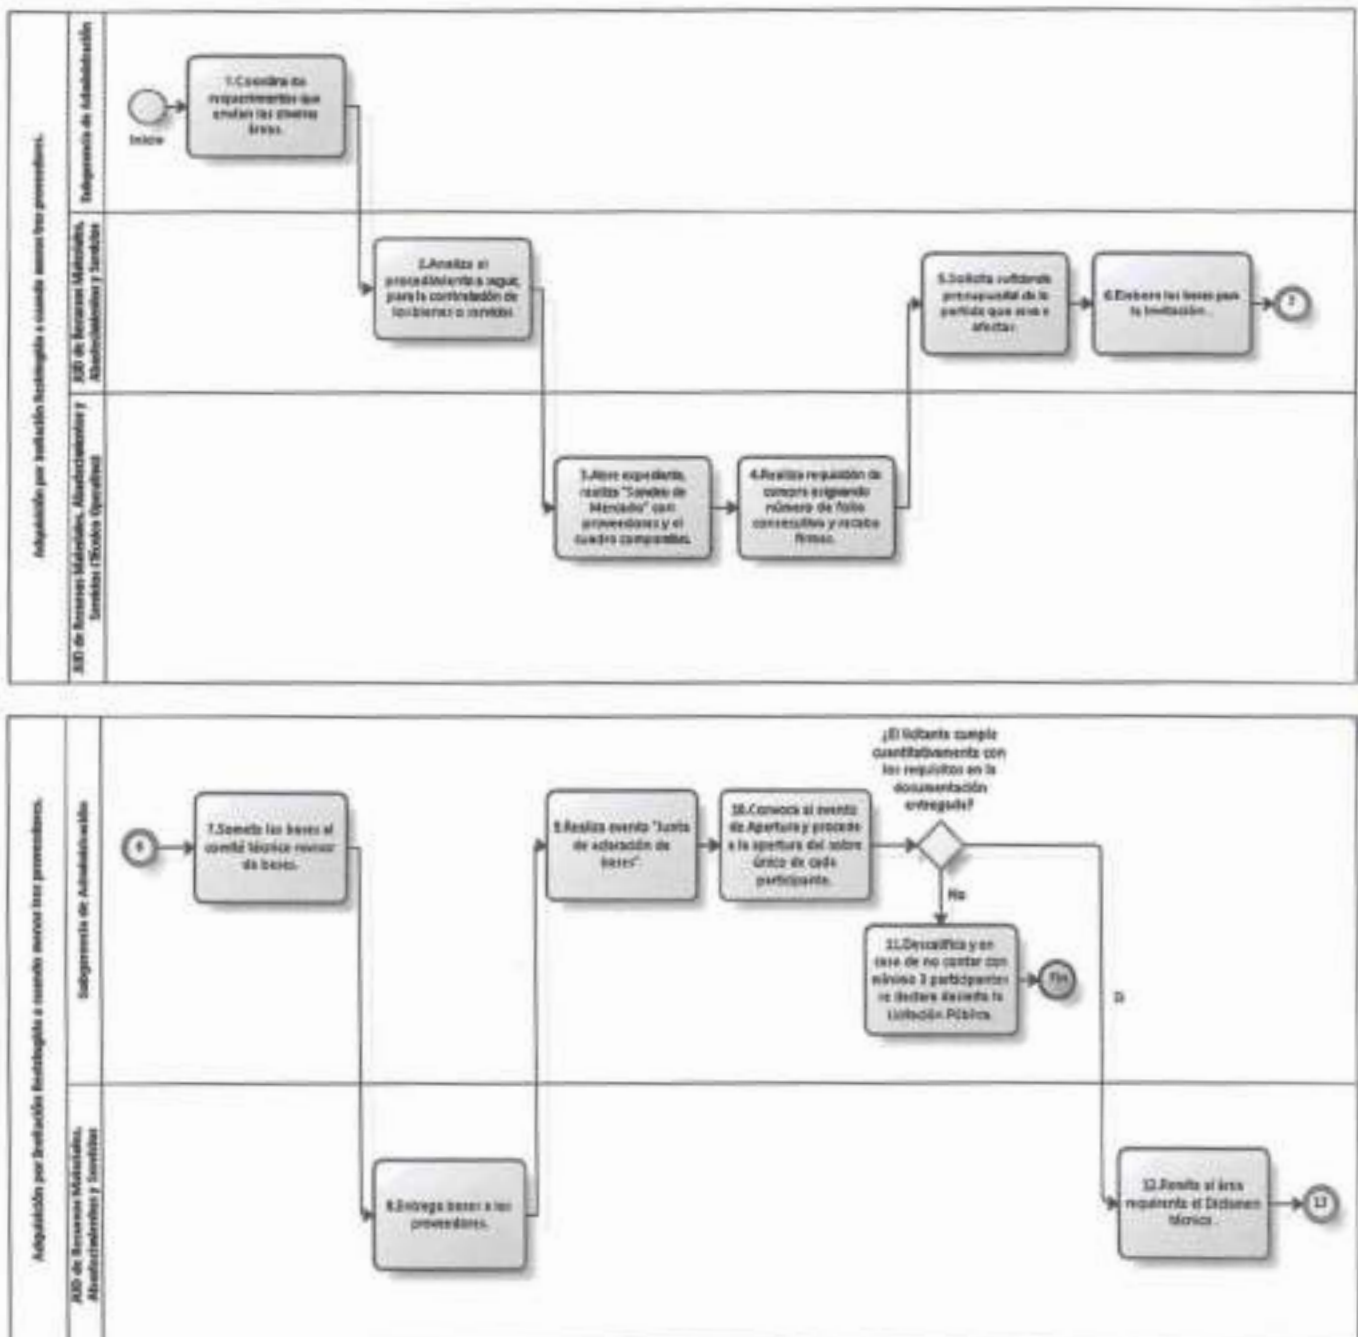 Adquisición por Invitación Restringida a cuando menos tres proveedores.
Subgerencia de Administración
Inicio
1.Coordina los
requerimientos que
envían las diversas
áreas.
JUD de Recursos Materiales,
Abastecimientos y Servicios
2.Analiza el
procedimiento a seguir,
para la contratación de
los bienes o servicios
5.Solicita suficiencia
presupuestal de la
partida que se va a
afectar.
6.Elabora las bases para
la Invitación.
7
JUD de Recursos Materiales, Abastecimientos y
Servicios (Técnico Operativo)
3.Abre expediente,
realiza "Sondeo de
Mercado" con
proveedores y el
cuadro comparativo.
4.Realiza requisición de
compra asignando
número de folio
consecutivo y recaba
firmas.
Adquisición por Invitación Restringida a cuando menos tres proveedores.
Subgerencia de Administración
6
7.Somete las bases al
comité técnico revisor
de bases.
9.Realiza evento "Junta
de aclaración de
bases".
10.Convoca al evento
de Apertura y procede
a la apertura del sobre
único de cada
participante.
¿El licitante cumple
cuantitativamente con
los requisitos en la
documentación
entregada?
No
11.Descalifica y en
caso de no contar con
mínimo 3 participantes
se declara desierta la
Licitación Pública.
Fin
Si
JUD de Recursos Materiales,
Abastecimientos y Servicios
8.Entrega bases a los
proveedores.
12.Remite al área
requirente el Dictamen
técnico.
13